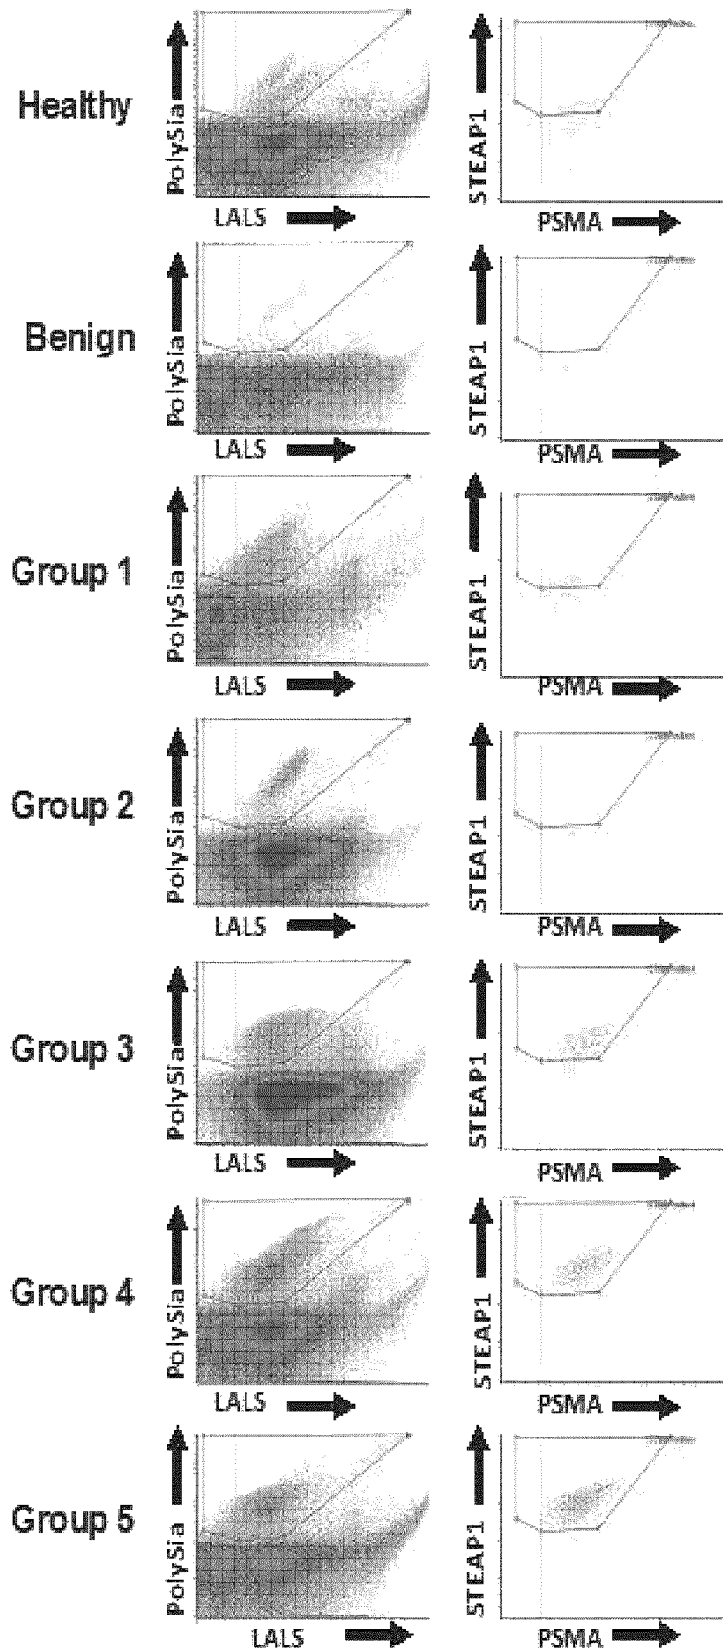 Healthy
PolySia
LALS
STEAP1
PSMA
Benign
PolySia
LALS
STEAP1
PSMA
Group 1
PolySia
LALS
STEAP1
PSMA
Group 2
PolySia
LALS
STEAP1
PSMA
Group 3
PolySia
LALS
STEAP1
PSMA
Group 4
PolySia
LALS
STEAP1
PSMA
Group 5
PolySia
LALS
STEAP1
PSMA